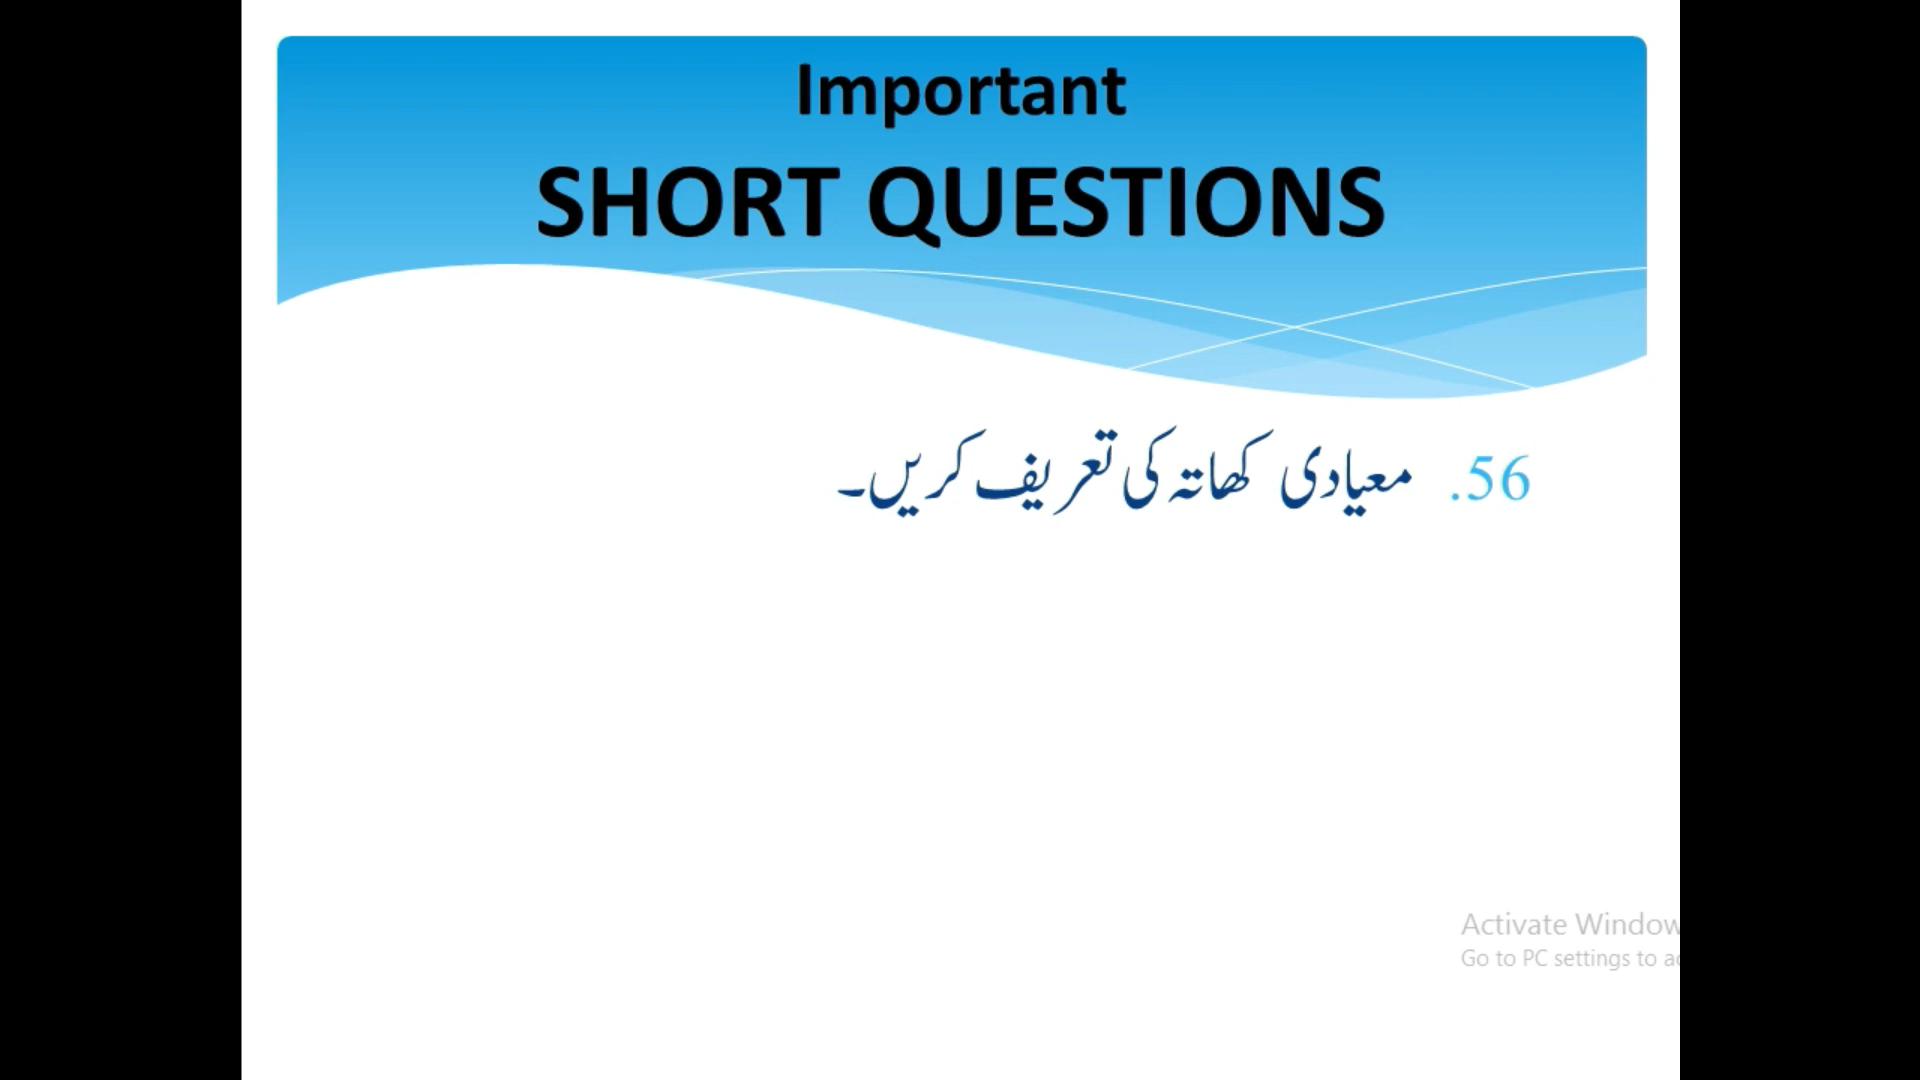 Important
SHORT QUESTIONS
56. معیادی کھاتہ کی تعریف کریں۔
Activate Window
Go to PC settings to a